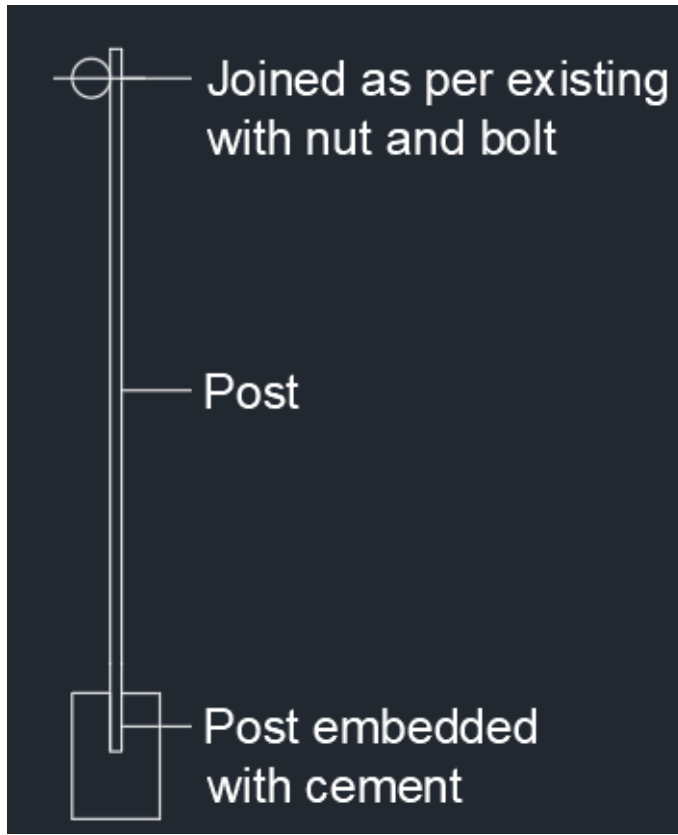 Joined as per existing
with nut and bolt
Post
Post embedded
with cement